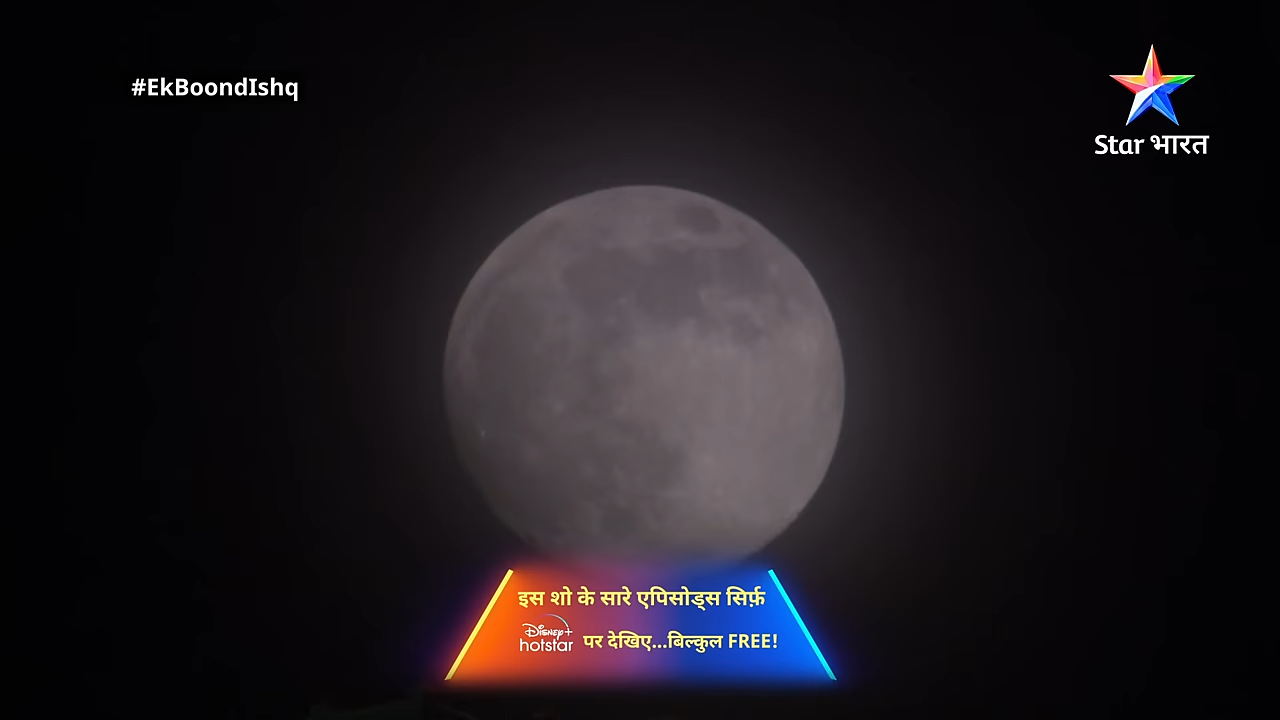 #EkBoondIshq
Star भारत
इस शो के सारे एपिसोड्स सिर्फ़
Disney+ hotstar पर देखिए...बिल्कुल FREE!